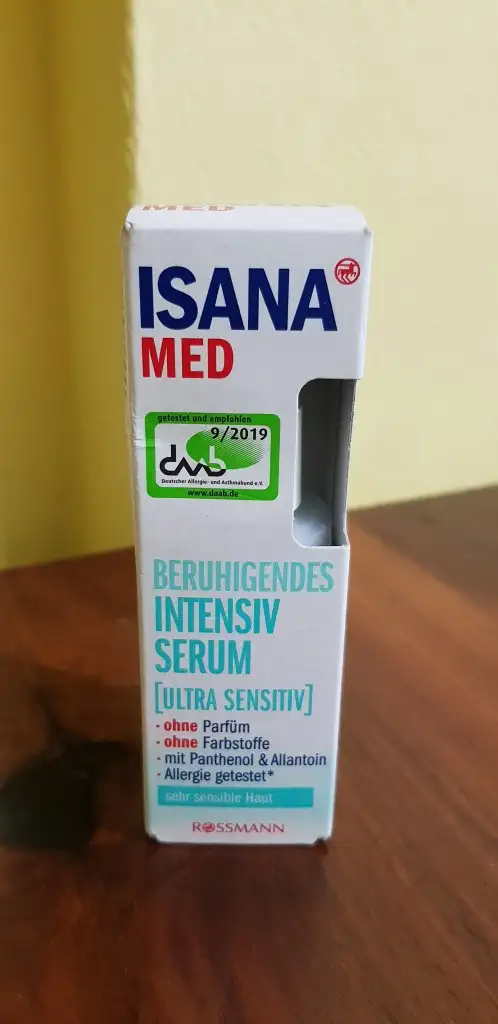 MED
ISANA
MED
getestet und empfohlen
9/2019
daab
Deutscher Allergie- und Asthmabund e.V.
www.daab.de
BERUHIGENDES
INTENSIV
SERUM
[ULTRA SENSITIV]
· ohne Parfüm
· ohne Farbstoffe
· mit Panthenol & Allantoin
· Allergie getestet*
sehr sensible Haut
ROSSMANN